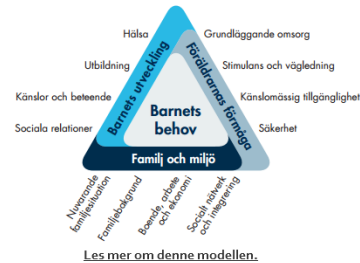 Hälsa
Utbildning
Känslor och beteende
Sociala relationer
Barnets utveckling
Föräldrarnas förmåga
Grundläggande omsorg
Stimulans och vägledning
Känslomässig tillgänglighet
Säkerhet
Barnets
behov
Familj och miljö
Nuvarande
familjesituation
Familjebakgrund
Boende, arbete
och ekonomi
Socialt nätverk
och integrering
Les mer om denne modellen.